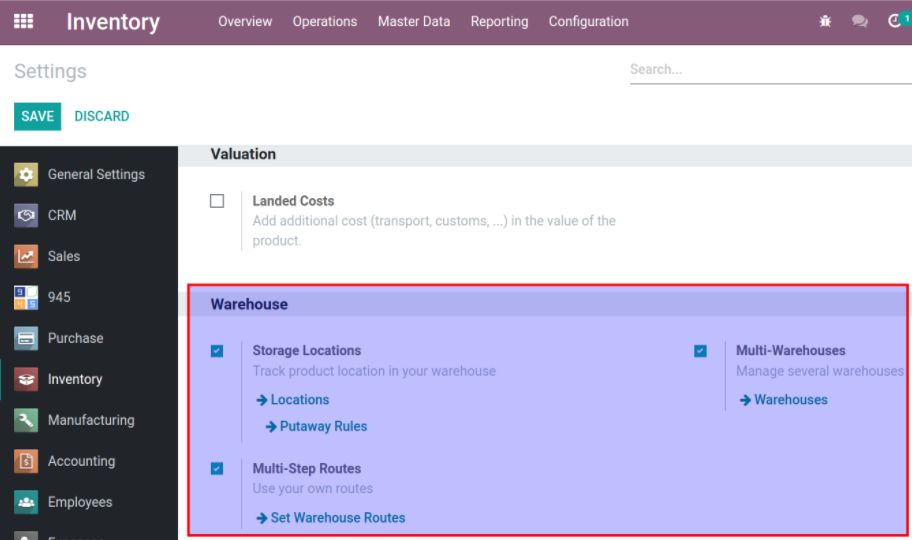 Inventory
Overview
Operations
Master Data
Reporting
Configuration
1
Settings
Search...
SAVE
DISCARD
General Settings
CRM
Sales
9
4 5
945
Purchase
Inventory
Manufacturing
Accounting
Employees
Valuation
Landed Costs
Add additional cost (transport, customs, ...) in the value of the
product.
Warehouse
Storage Locations
Track product location in your warehouse
Locations
Putaway Rules
Multi-Warehouses
Manage several warehouses
Warehouses
Multi-Step Routes
Use your own routes
Set Warehouse Routes